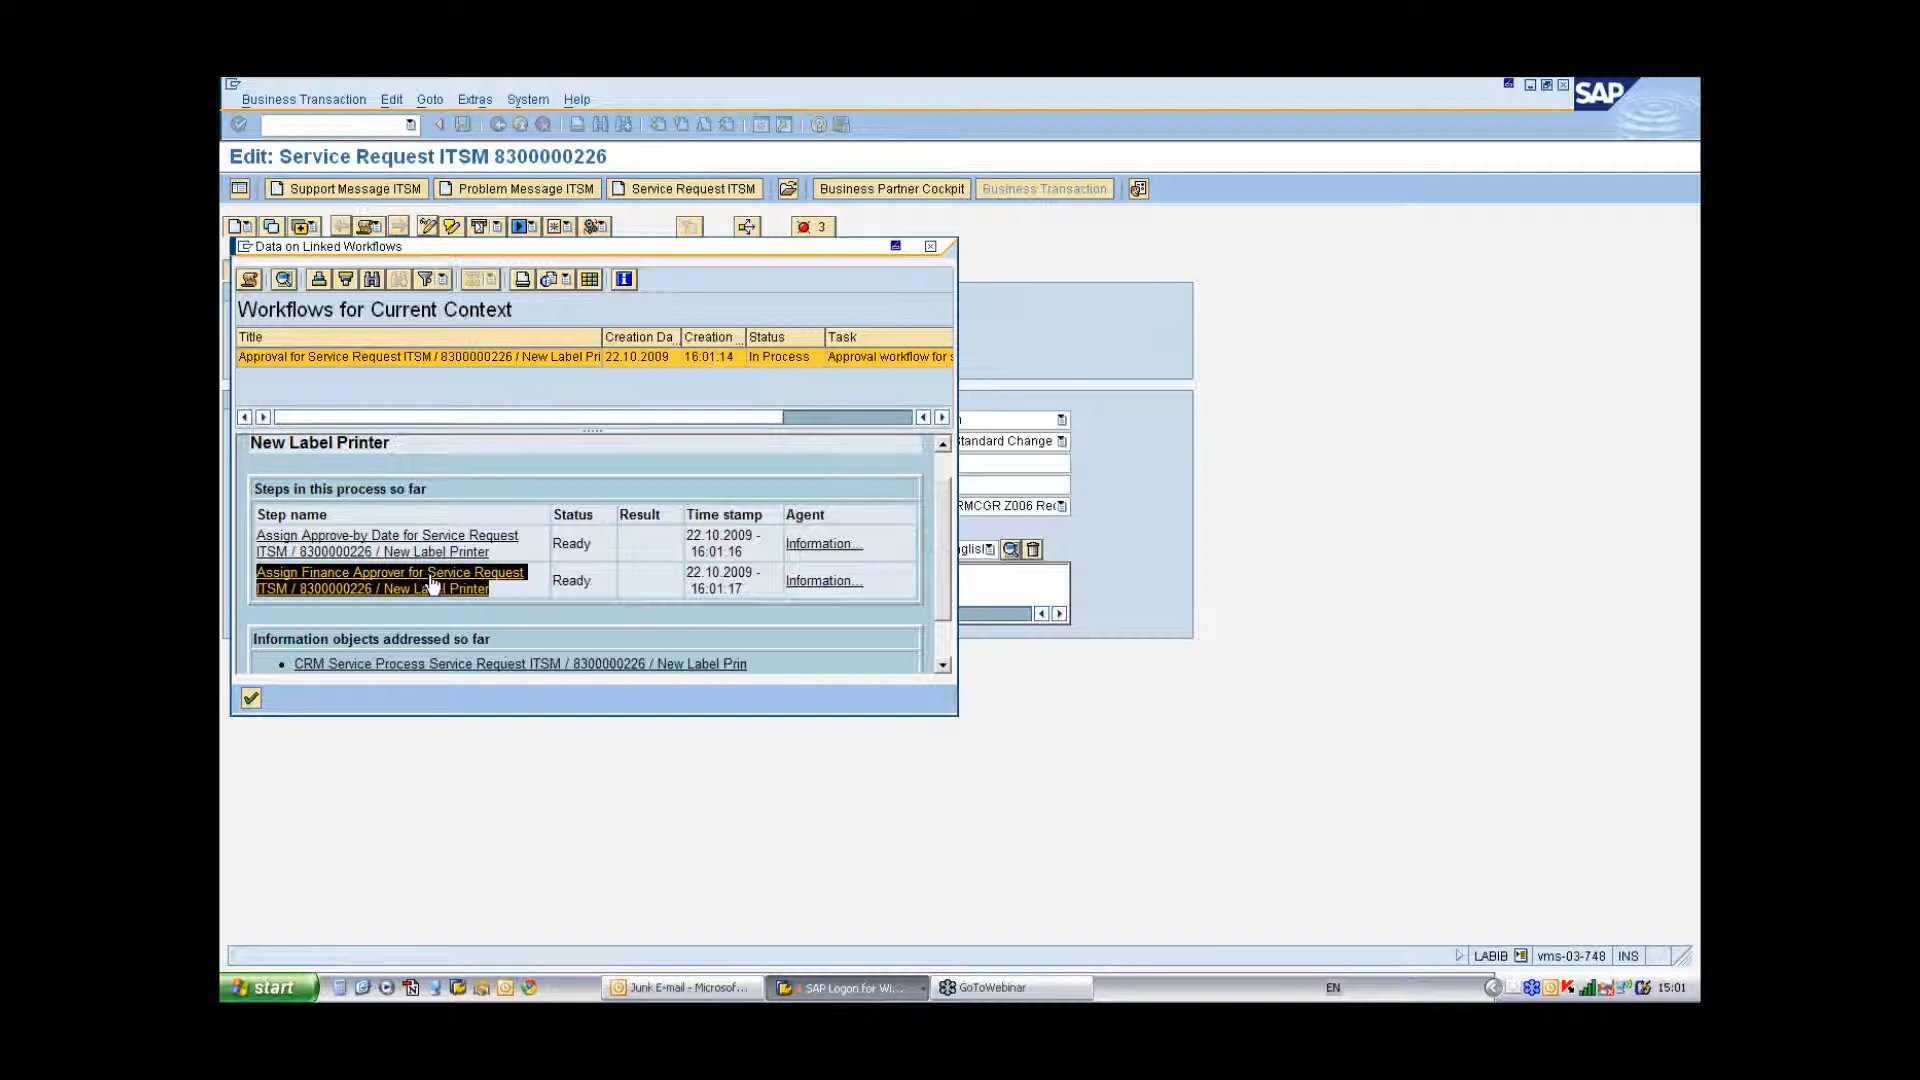 Business Transaction Edit Goto Extras System Help
SAP
Edit: Service Request ITSM 8300000226
Support Message ITSM Problem Message ITSM Service Request ITSM Business Partner Cockpit Business Transaction
3
Data on Linked Workflows
Workflows for Current Context
Title Creation Da.. Creation ... Status Task
Approval for Service Request ITSM / 8300000226 / New Label Pri 22.10.2009 16:01:14 In Process Approval workflow for s
New Label Printer
Standard Change
Steps in this process so far
Step name Status Result Time stamp Agent
RMCGR Z006 Rec
Assign Approve-by Date for Service Request
ITSM / 8300000226 / New Label Printer
Ready
22.10.2009 -
16:01:16
Information...
nglish
Assign Finance Approver for Service Request
ITSM / 8300000226 / New Label Printer
Ready
22.10.2009 -
16:01:17
Information...
Information objects addressed so far
• CRM Service Process Service Request ITSM / 8300000226 / New Label Prin
LABIB vms-03-748 INS
start Junk E-mail - Microsof... SAP Logon for Wi... GoToWebinar EN 15:01